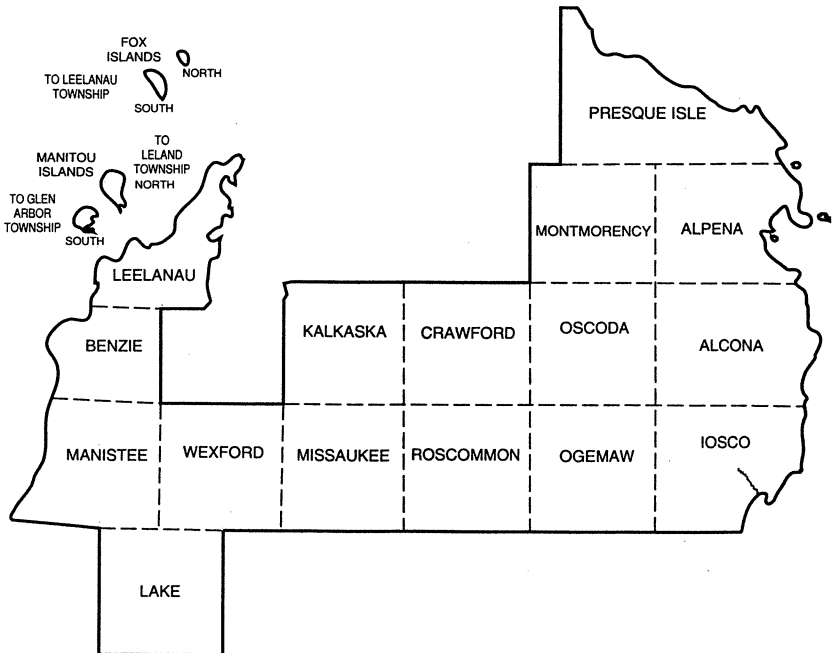 FOX
ISLANDS
NORTH
TO LEELANAU
TOWNSHIP
SOUTH
TO
LELAND
TOWNSHIP
NORTH
MANITOU
ISLANDS
TO GLEN
ARBOR
TOWNSHIP
SOUTH
PRESQUE ISLE
MONTMORENCY
ALPENA
LEELANAU
BENZIE
KALKASKA
CRAWFORD
OSCODA
ALCONA
MANISTEE
WEXFORD
MISSAUKEE
ROSCOMMON
OGEMAW
IOSCO
LAKE